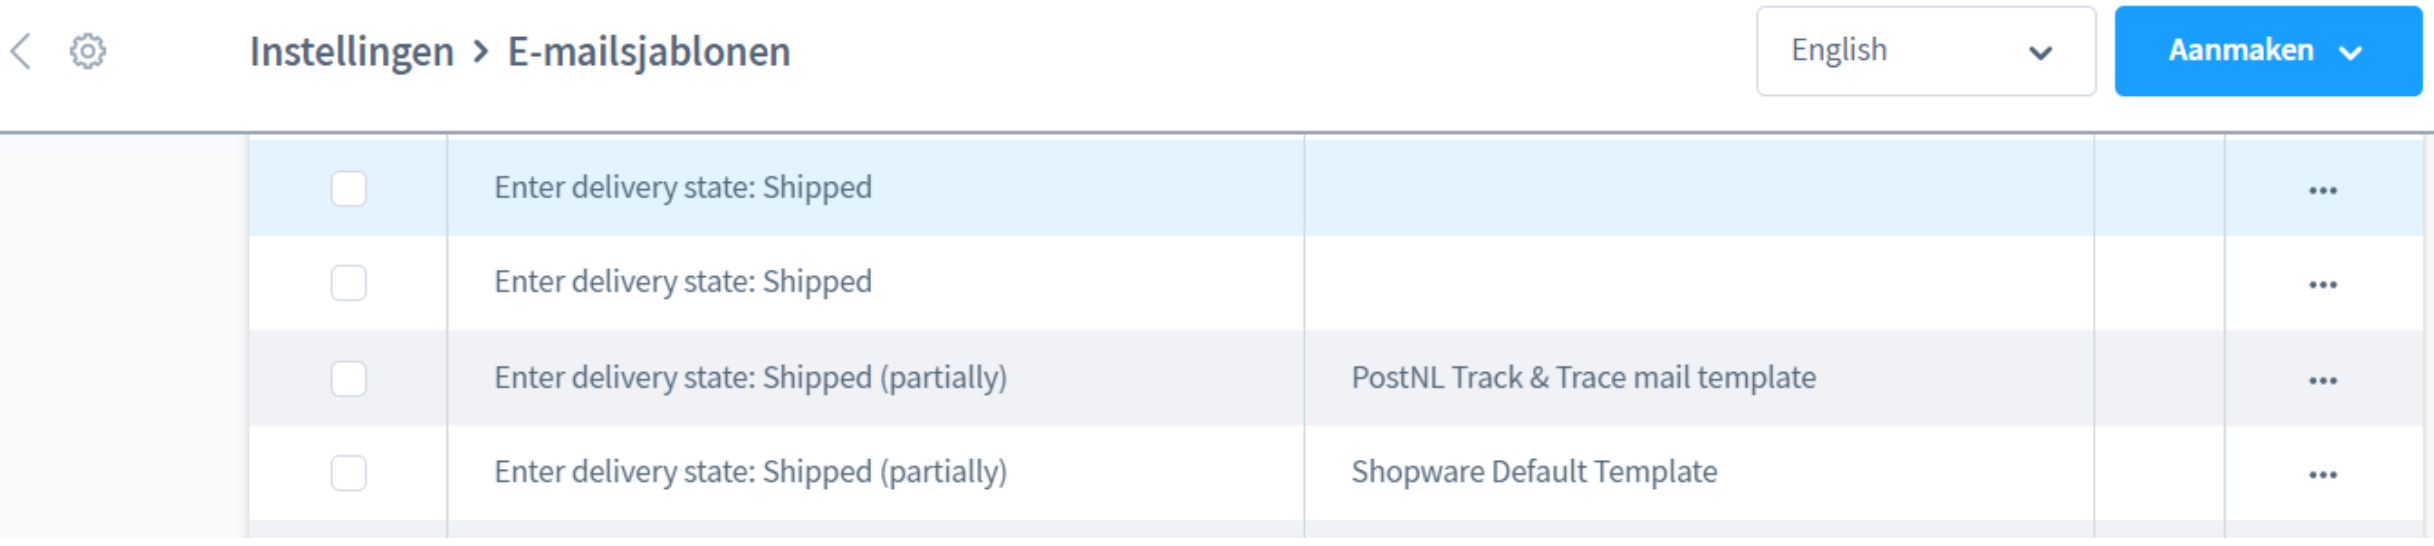 Instellingen > E-mailsjablonen
English
Aanmaken
Enter delivery state: Shipped
Enter delivery state: Shipped
Enter delivery state: Shipped (partially) PostNL Track & Trace mail template
Enter delivery state: Shipped (partially) Shopware Default Template